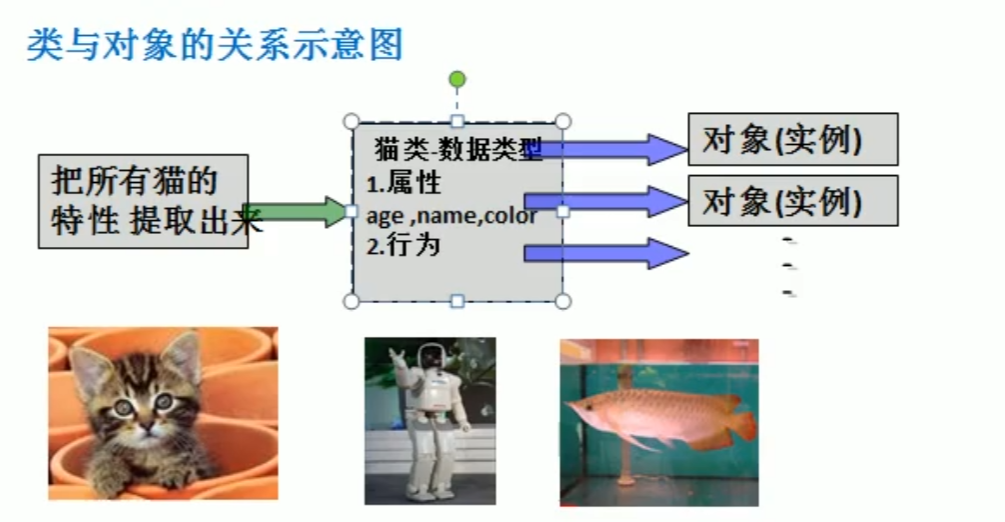 类与对象的关系示意图
把所有猫的
特性 提取出来
猫类-数据类型
1.属性
age ,name,color
2.行为
对象(实例)
对象(实例)